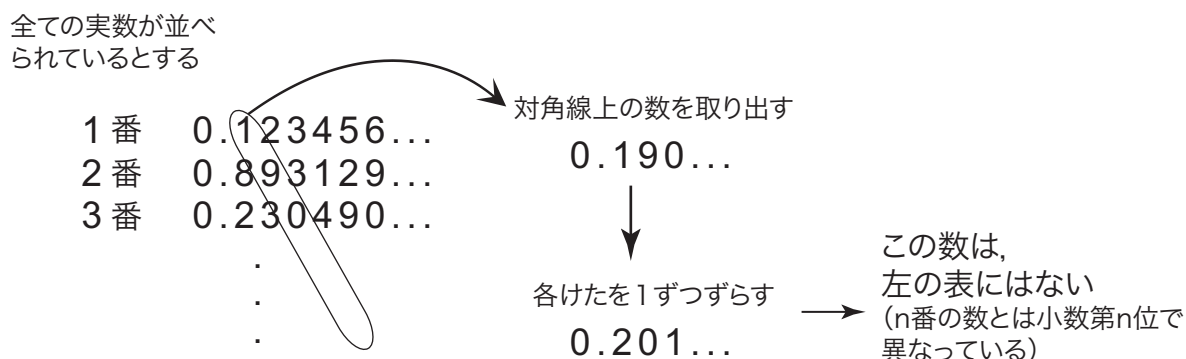 全ての実数が並べ
られているとする
1番 0.123456...
2番 0.893129...
3番 0.230490...
.
.
.
対角線上の数を取り出す
0.190...
各けたを1ずつずらす
0.201...
この数は,
左の表にはない
(n番の数とは小数第n位で
異なっている)